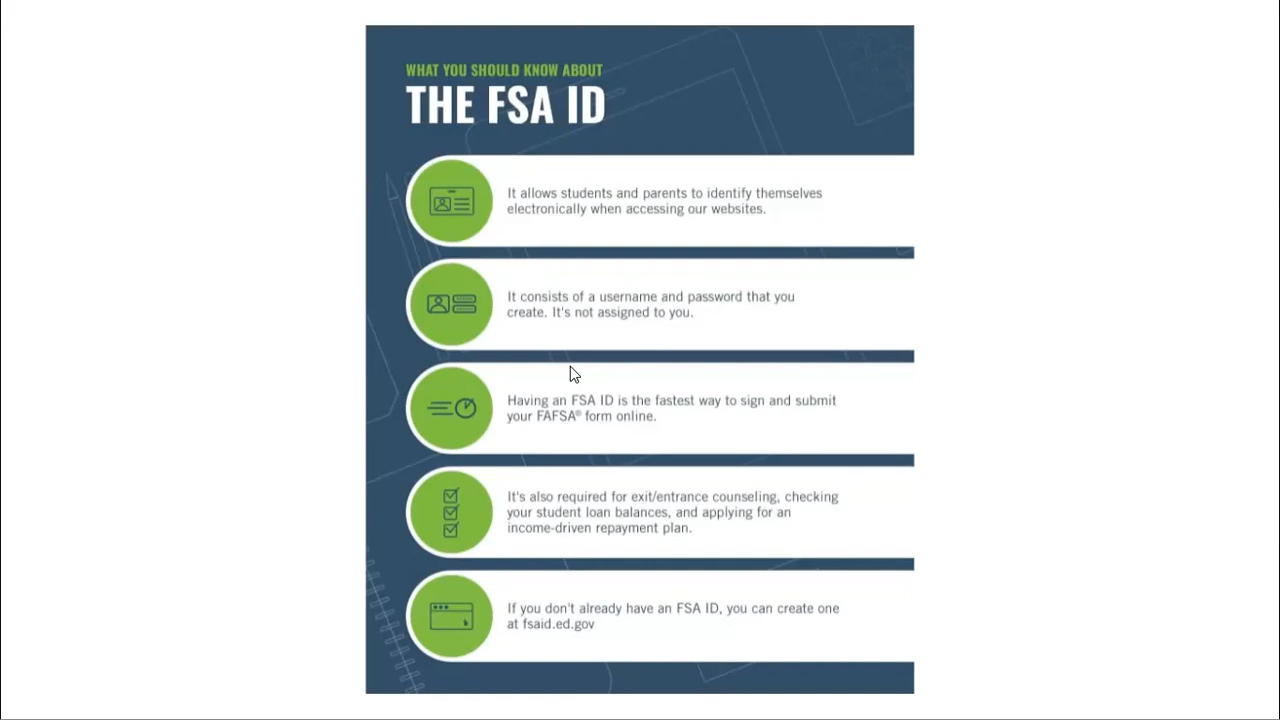 WHAT YOU SHOULD KNOW ABOUT
THE FSA ID
It allows students and parents to identify themselves
electronically when accessing our websites.
It consists of a username and password that you
create. It's not assigned to you.
Having an FSA ID is the fastest way to sign and submit
your FAFSA® form online.
It's also required for exit/entrance counseling, checking
your student loan balances, and applying for an
income-driven repayment plan.
If you don't already have an FSA ID, you can create one
at fsaid.ed.gov